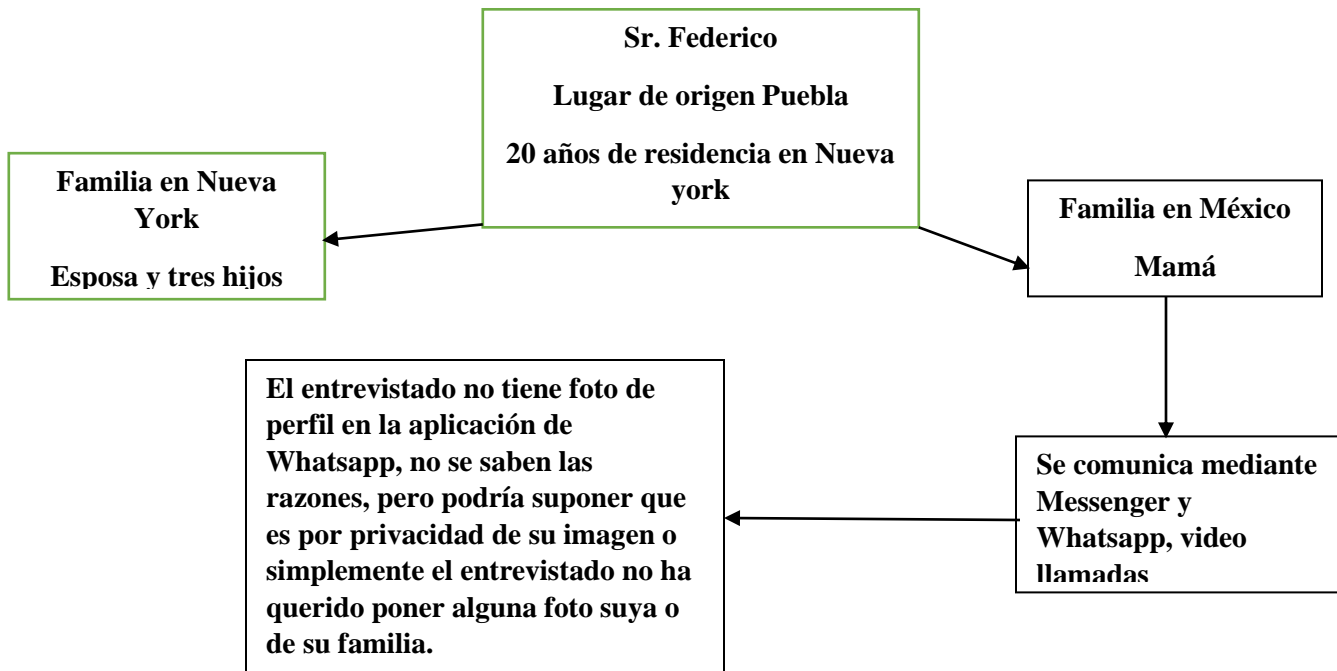 Sr. Federico
Lugar de origen Puebla
20 años de residencia en Nueva
york
Familia en Nueva
York
Esposa y tres hijos
Familia en México
Mamá
El entrevistado no tiene foto de
perfil en la aplicación de
Whatsapp, no se saben las
razones, pero podría suponer que
es por privacidad de su imagen o
simplemente el entrevistado no ha
querido poner alguna foto suya o
de su familia.
Se comunica mediante
Messenger y
Whatsapp, video
llamadas